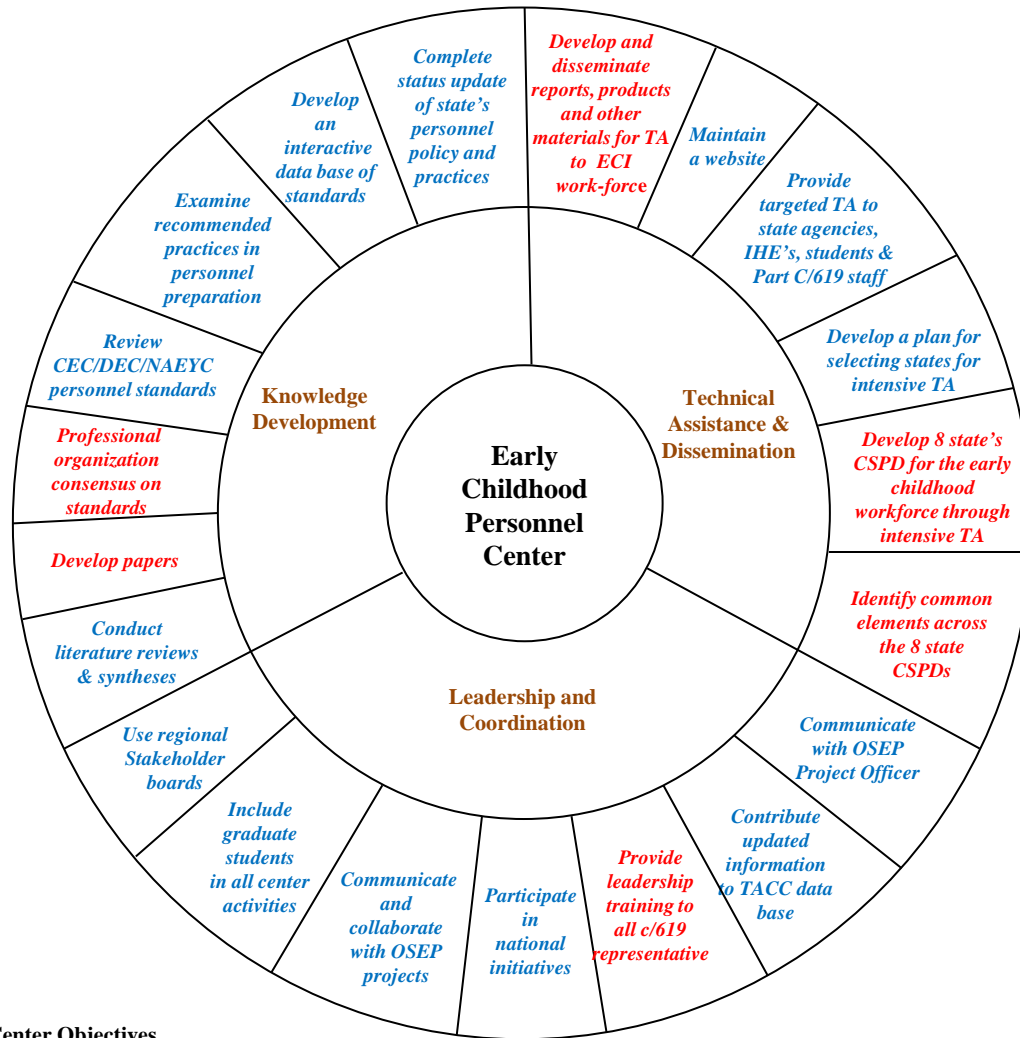 Early
Childhood
Personnel
Center
Knowledge
Development
Technical
Assistance &
Dissemination
Leadership and
Coordination
Develop and
disseminate
reports, products
and other
materials for TA
to ECI
work-force
Maintain
a website
Provide
targeted TA to
state agencies,
IHE's, students &
Part C/619 staff
Develop a plan for
selecting states for
intensive TA
Develop 8 state's
CSPD for the early
childhood
workforce through
intensive TA
Identify common
elements across
the 8 state
CSPDs
Communicate
with OSEP
Project Officer
Contribute
updated
information
to TACC data
base
Provide
leadership
training to
all c/619
representative
Participate
in
national
initiatives
Communicate
and
collaborate
with OSEP
projects
Include
graduate
students
in all center
activities
Use regional
Stakeholder
boards
Conduct
literature reviews
& syntheses
Develop papers
Professional
organization
consensus on
standards
Review
CEC/DEC/NAEYC
personnel standards
Examine
recommended
practices in
personnel
preparation
Develop
an
interactive
data base of
standards
Complete
status update
of state's
personnel
policy and
practices
Center Objectives